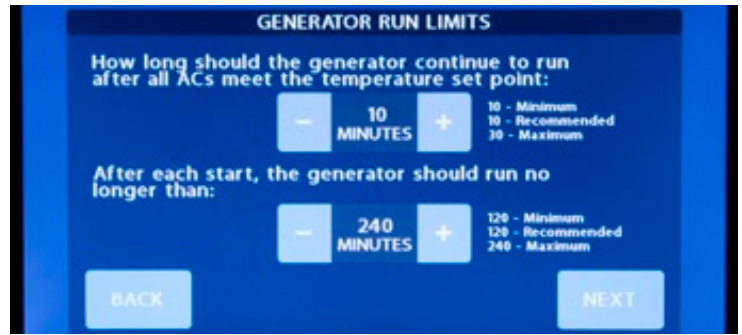 GENERATOR RUN LIMITS
How long should the generator continue to run
after all ACs meet the temperature set point:
- 10 MINUTES +
10 - Minimum
10 - Recommended
30 - Maximum
After each start, the generator should run no
longer than:
- 240 MINUTES +
120 - Minimum
120 - Recommended
240 - Maximum
BACK NEXT